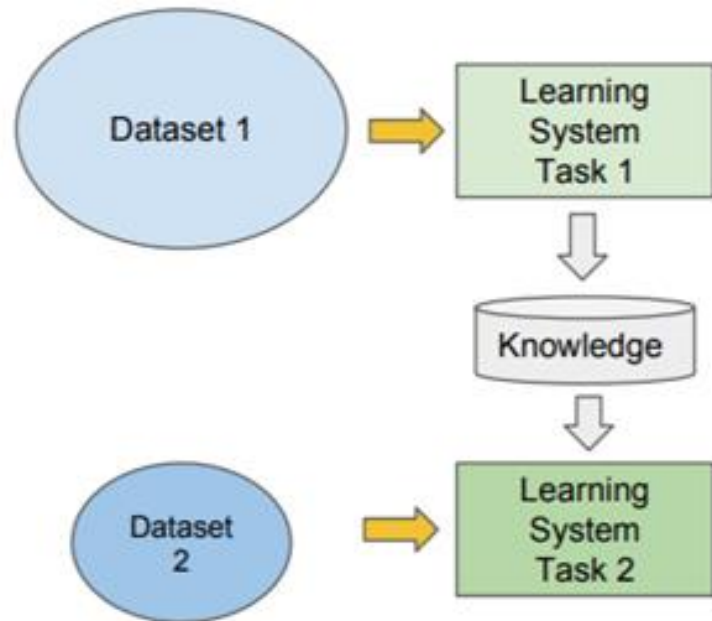 Dataset 1
Learning
System
Task 1
Knowledge
Dataset
2
Learning
System
Task 2